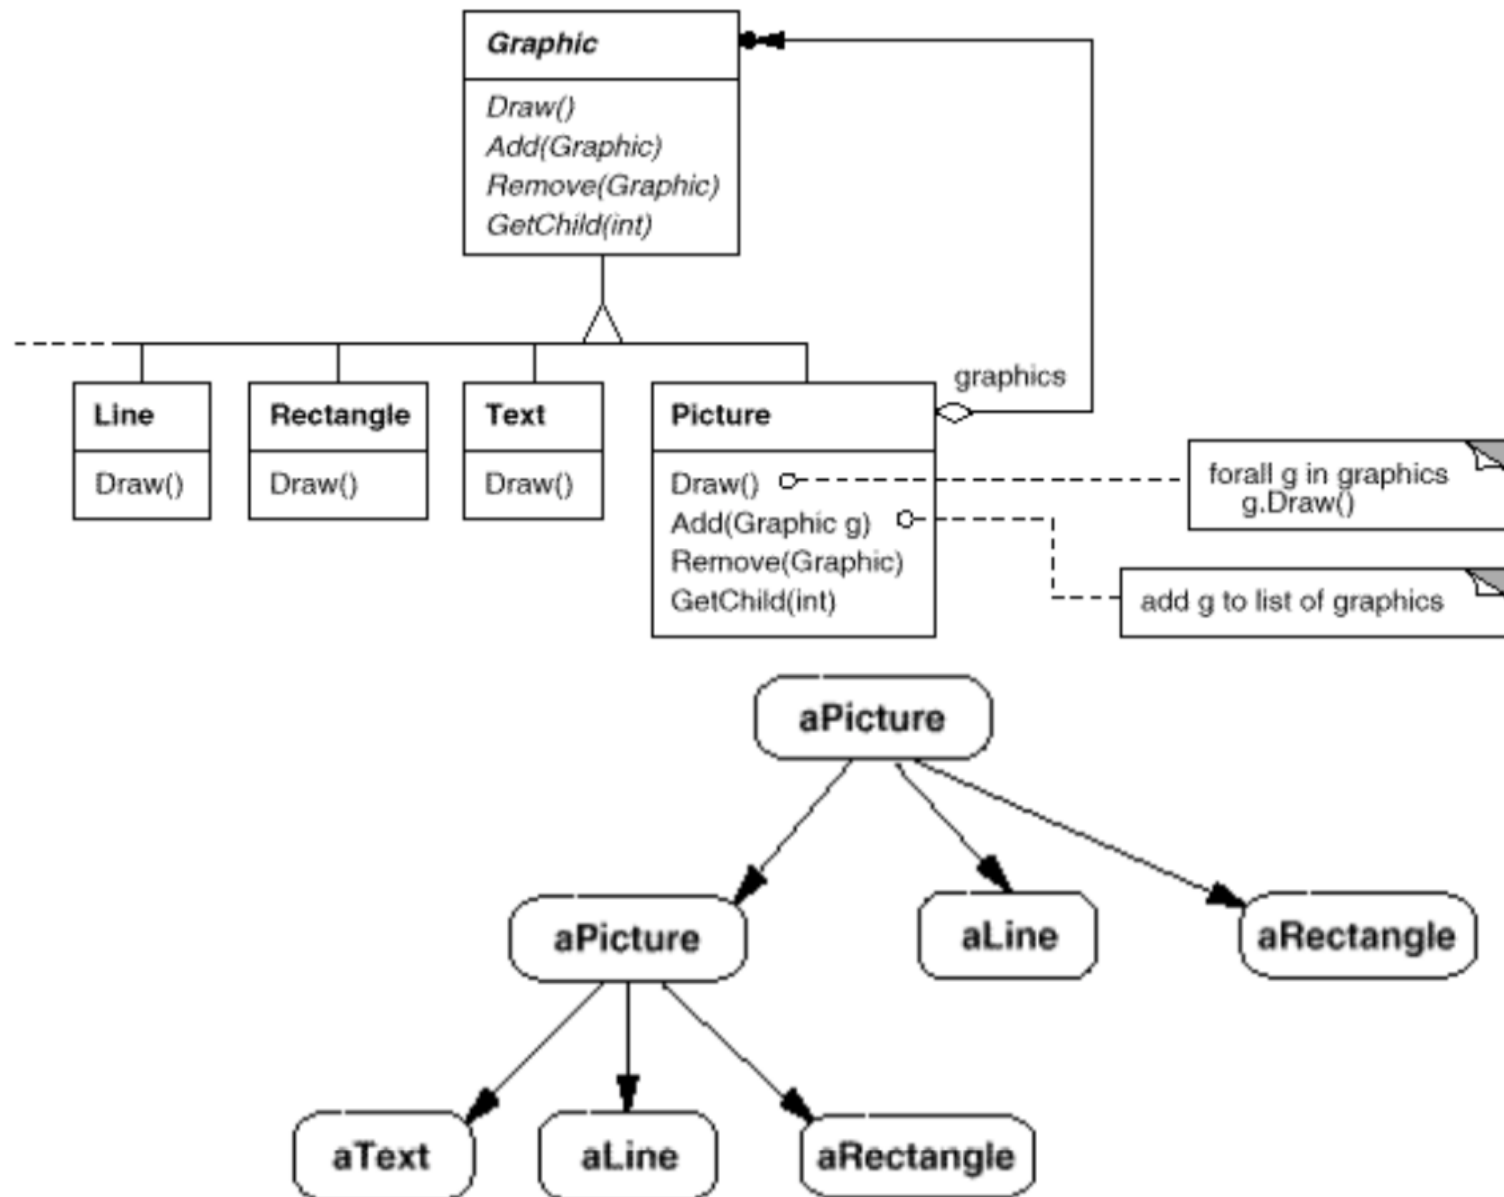 Graphic
Draw()
Add(Graphic)
Remove(Graphic)
GetChild(int)
graphics
Line
Draw()
Rectangle
Draw()
Text
Draw()
Picture
Draw()
Add(Graphic g)
Remove(Graphic)
GetChild(int)
forall g in graphics
g.Draw()
add g to list of graphics
aPicture
aPicture
aLine
aRectangle
aText
aLine
aRectangle